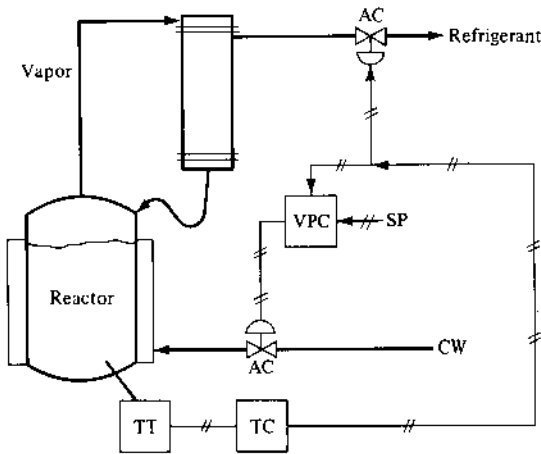 AC
Refrigerant
Vapor
VPC
SP
Reactor
CW
AC
TT
TC